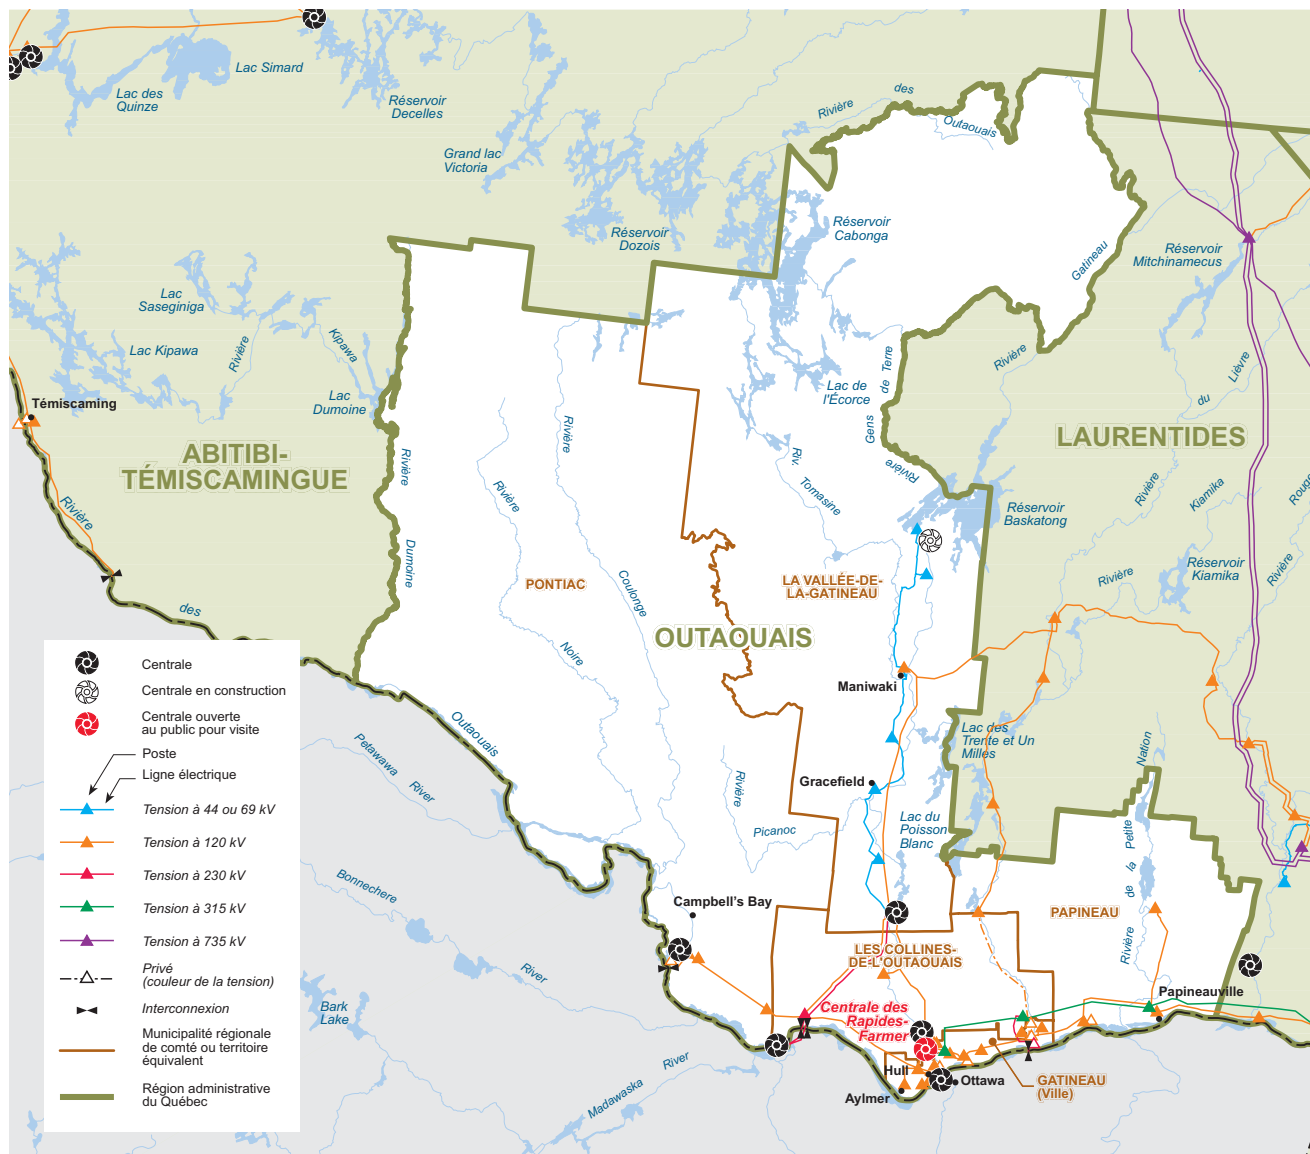 Lac Simard
Lac des
Quinze
Réservoir
Decelles
Grand lac
Victoria
Rivière
des
Outaouais
Réservoir
Dozois
Réservoir
Cabonga
Gatineau
Réservoir
Mitchinamecus
Lac
Saseginiga
Lac Kipawa
Rivière
Kipawa
Lac
Dumoine
Témiscaming
ABITIBI-
TÉMISCAMINGUE
Rivière
des
Outaouais
Rivière
Dumoine
Rivière
Noire
Rivière
Coulonge
Lac de
l'Écorce
Rivière
Gens
de Terre
Riv.
Tomasine
Rivière
Rivière
du
Lièvre
LAURENTIDES
Réservoir
Baskatong
Kiamika
Rouge
Rivière
Réservoir
Kiamika
Rivière
PONTIAC
LA VALLÉE-DE-
LA-GATINEAU
OUTAOUAIS
Maniwaki
Lac des
Trente et Un
Milles
Gracefield
Lac du
Poisson
Blanc
Rivière
Picanoc
Rivière
de la
Petite
Nation
Petawawa
River
Bonnechere
River
Bark
Lake
Madawaska
River
Campbell's Bay
PAPINEAU
LES COLLINES-
DE-L'OUTAOUAIS
Papineauville
Centrale des
Rapides-
Farmer
Hull
Ottawa
Aylmer
GATINEAU
(Ville)
Centrale
Centrale en construction
Centrale ouverte
au public pour visite
Poste
Ligne électrique
Tension à 44 ou 69 kV
Tension à 120 kV
Tension à 230 kV
Tension à 315 kV
Tension à 735 kV
Privé
(couleur de la tension)
Interconnexion
Municipalité régionale
de comté ou territoire
équivalent
Région administrative
du Québec